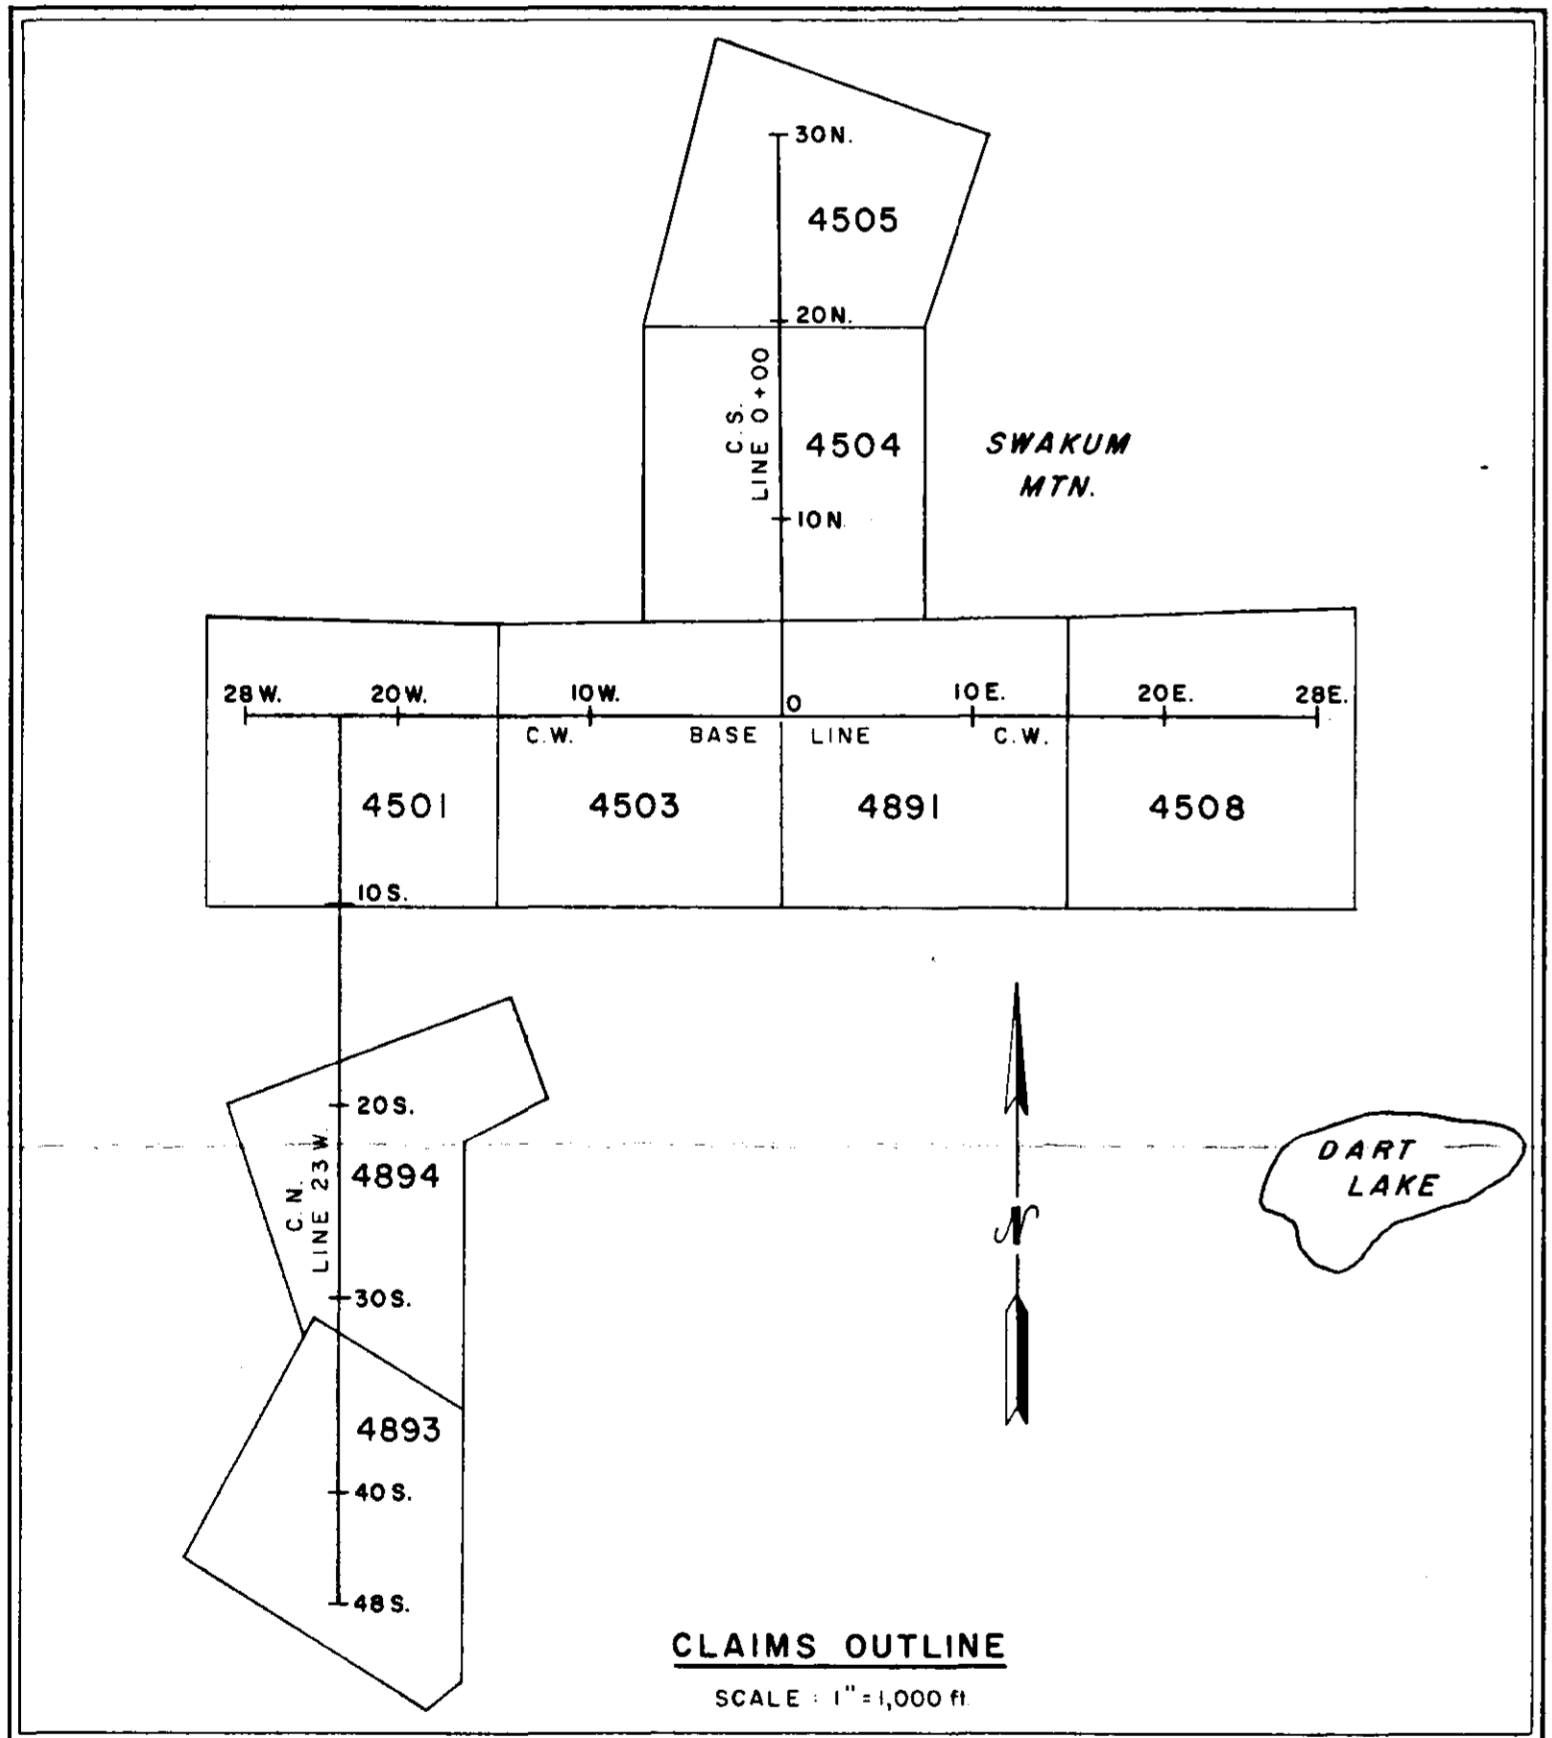 30N.
4505
20N.
C.S.
LINE 0+00
4504
SWAKUM
MTN.
10N
28W.
20W.
10W.
0
10E.
20E.
28E.
C.W.
BASE LINE
C.W.
4501
4503
4891
4508
10S.
20S.
C.N.
LINE 23W.
4894
DART
LAKE
N
30S.
4893
40S.
48S.
CLAIMS OUTLINE
SCALE : 1" = 1,000 ft.